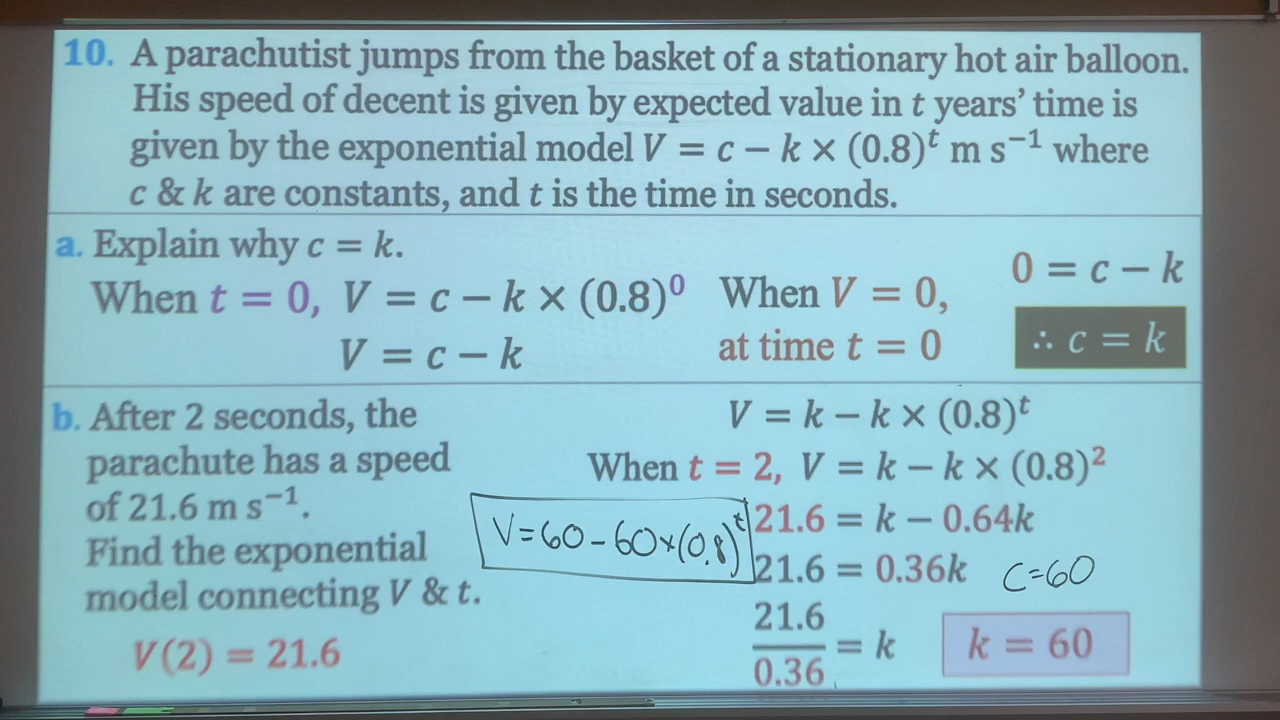 10. A parachutist jumps from the basket of a stationary hot air balloon.
His speed of decent is given by expected value in t years' time is
given by the exponential model V = c − k × (0.8)ᵗ m s⁻¹ where
c & k are constants, and t is the time in seconds.
a. Explain why c = k.
When t = 0, V = c − k × (0.8)⁰
V = c − k
When V = 0,
at time t = 0
0 = c − k
∴ c = k
b. After 2 seconds, the
parachute has a speed
of 21.6 m s⁻¹.
Find the exponential
model connecting V & t.
V(2) = 21.6
V = k − k × (0.8)ᵗ
When t = 2, V = k − k × (0.8)²
21.6 = k − 0.64k
21.6 = 0.36k
21.6
0.36
= k
k = 60
V=60-60×(0.8)ᵗ
C=60